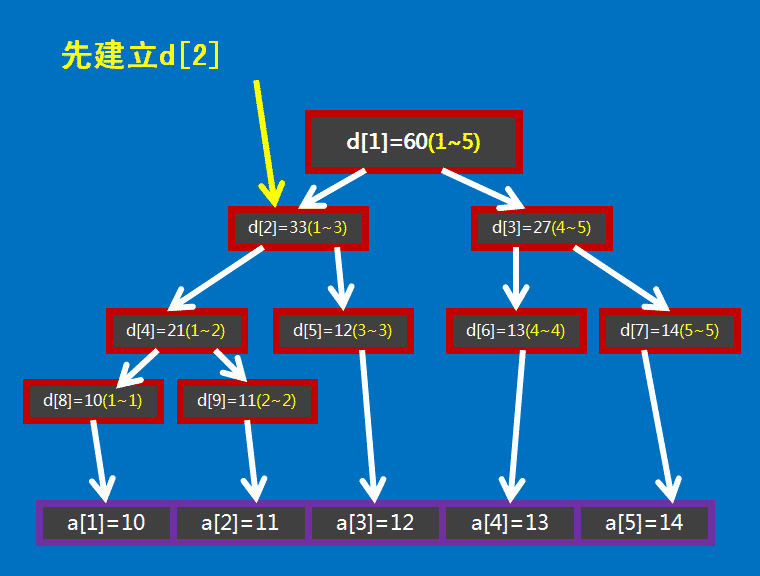 先建立d[2]
d[1]=60(1~5)
d[2]=33(1~3)
d[3]=27(4~5)
d[4]=21(1~2)
d[5]=12(3~3)
d[6]=13(4~4)
d[7]=14(5~5)
d[8]=10(1~1)
d[9]=11(2~2)
a[1]=10
a[2]=11
a[3]=12
a[4]=13
a[5]=14